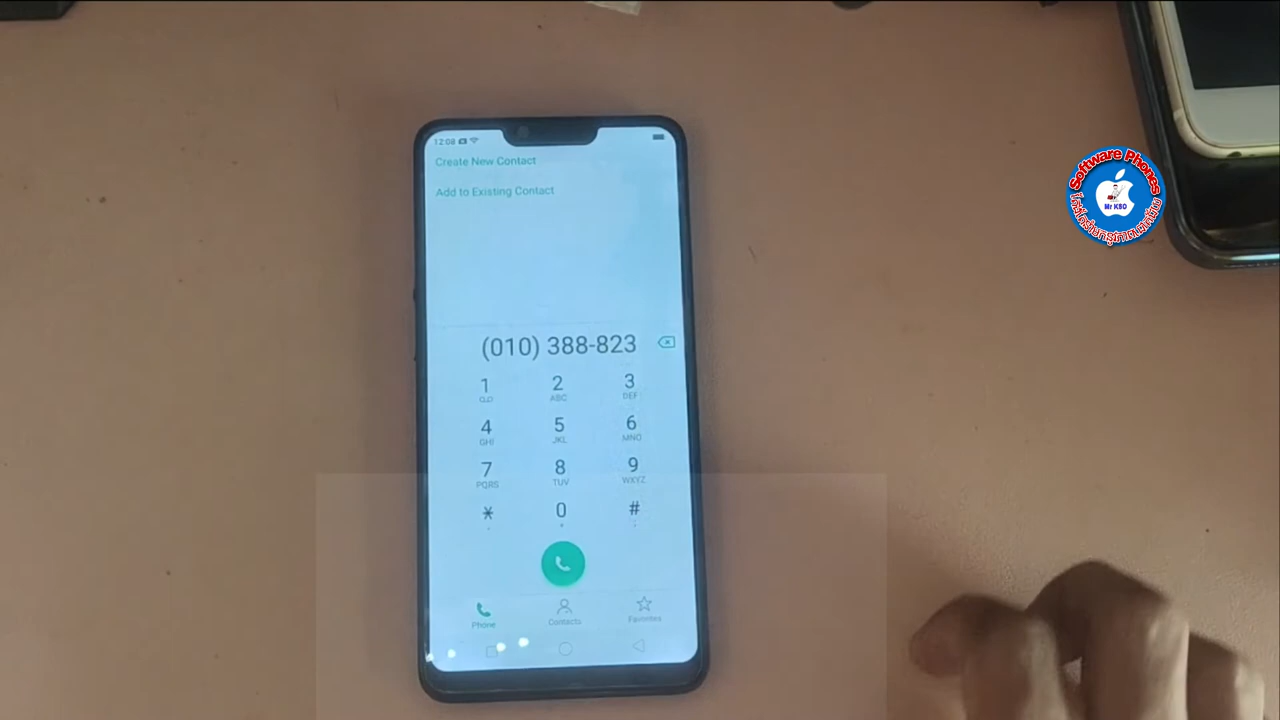 12:08
Create New Contact
Add to Existing Contact
(010) 388-823
1
2 ABC
3 DEF
4 GHI
5 JKL
6 MNO
7 PQRS
8 TUV
9 WXYZ
* 0 #
Phone Contacts Favorites
Software Phones
Mr KSD